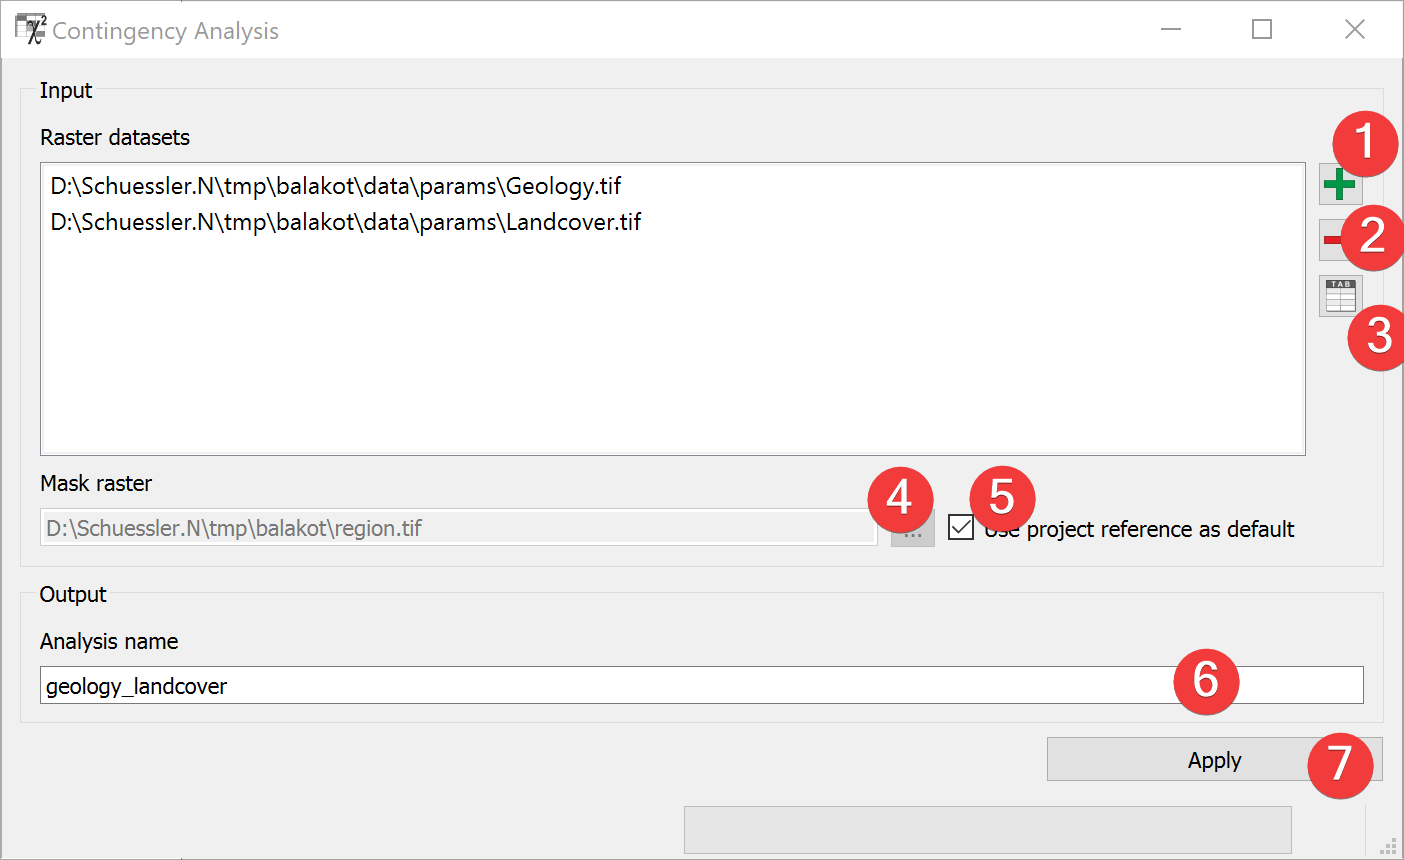 χ² Contingency Analysis
Input
Raster datasets
1
D:\Schuessler.N\tmp\balakot\data\params\Geology.tif
D:\Schuessler.N\tmp\balakot\data\params\Landcover.tif
2
TAB
3
Mask raster
4
5
D:\Schuessler.N\tmp\balakot\region.tif
... Use project reference as default
Output
Analysis name
geology_landcover
6
Apply
7